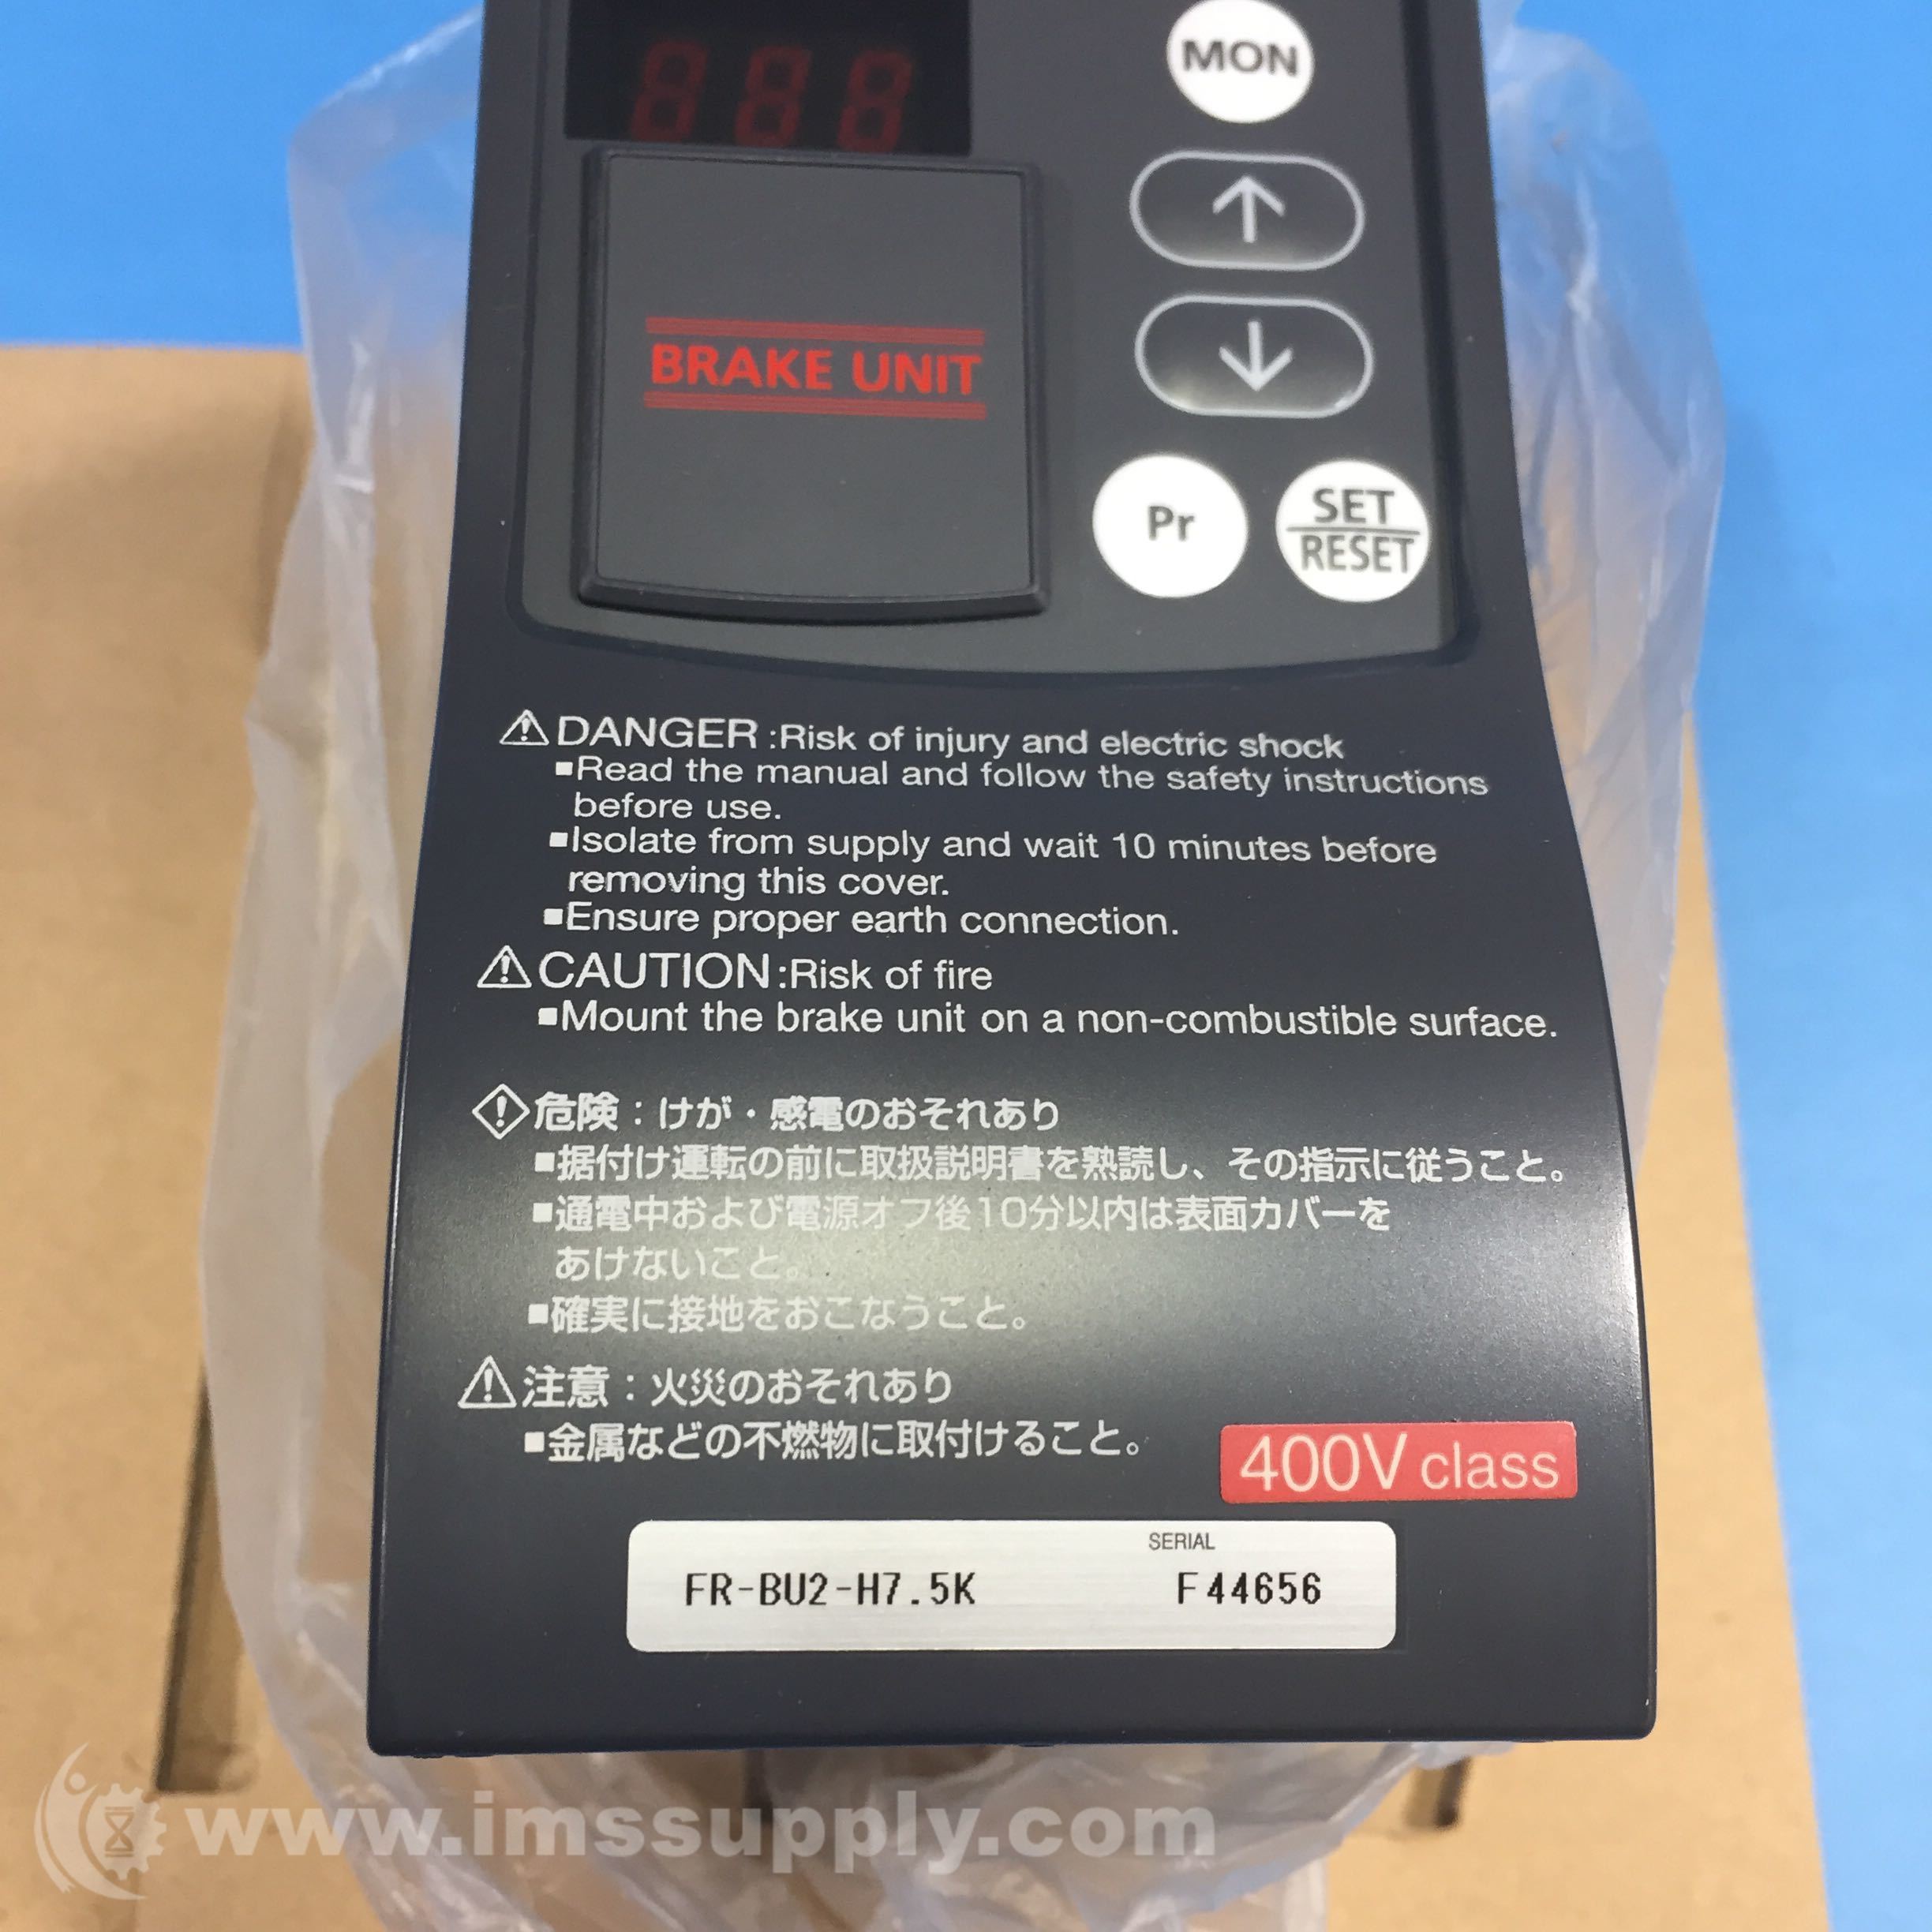 888
MON
BRAKE UNIT
Pr
SET
RESET
DANGER :Risk of injury and electric shock
■Read the manual and follow the safety instructions
before use.
■Isolate from supply and wait 10 minutes before
removing this cover.
■Ensure proper earth connection.
CAUTION:Risk of fire
■Mount the brake unit on a non-combustible surface.
危険：けが・感電のおそれあり
■据付け運転の前に取扱説明書を熟読し、その指示に従うこと。
■通電中および電源オフ後10分以内は表面カバーを
あけないこと。
■確実に接地をおこなうこと。
注意：火災のおそれあり
■金属などの不燃物に取付けること。
400V class
SERIAL
FR-BU2-H7.5K F44656
www.imssupply.com